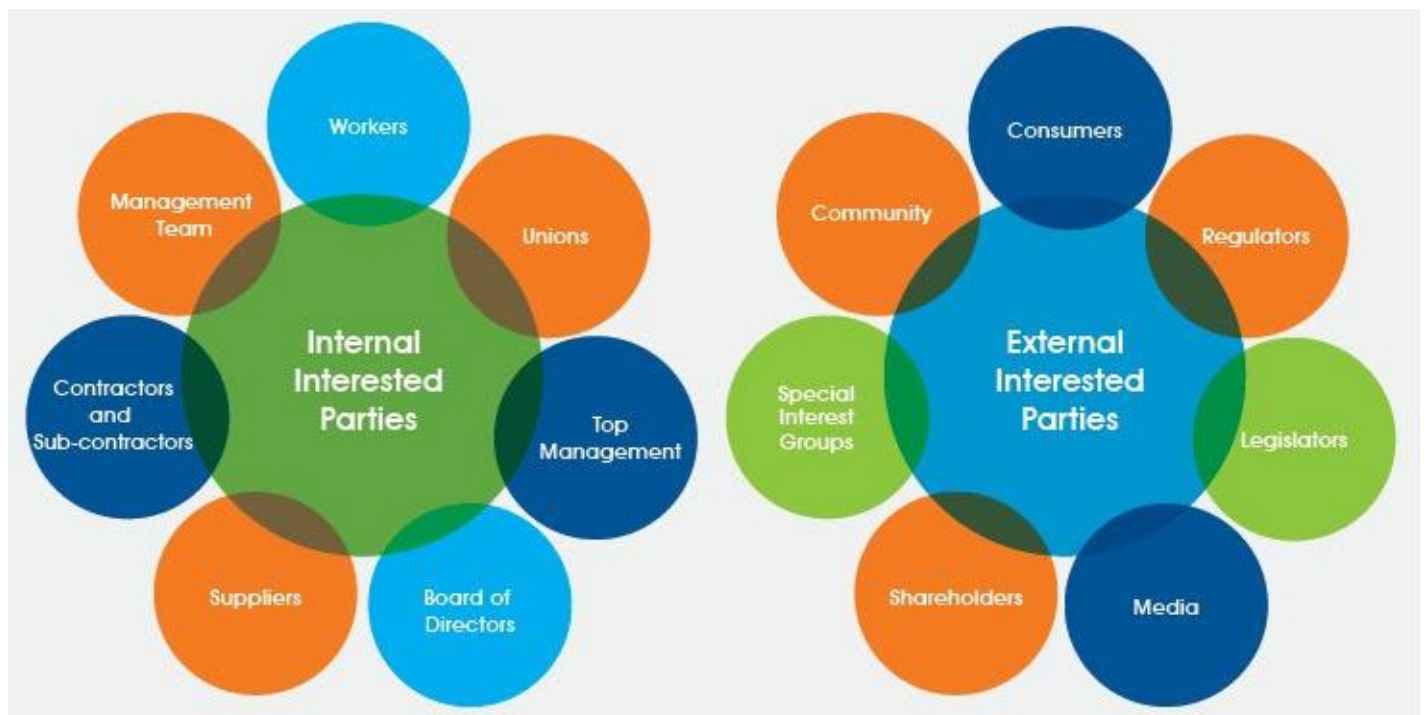 Workers
Management
Team
Unions
Internal
Interested
Parties
Contractors
and
Sub-contractors
Top
Management
Suppliers
Board of
Directors
Consumers
Community
Regulators
External
Interested
Parties
Special
Interest
Groups
Legislators
Shareholders
Media